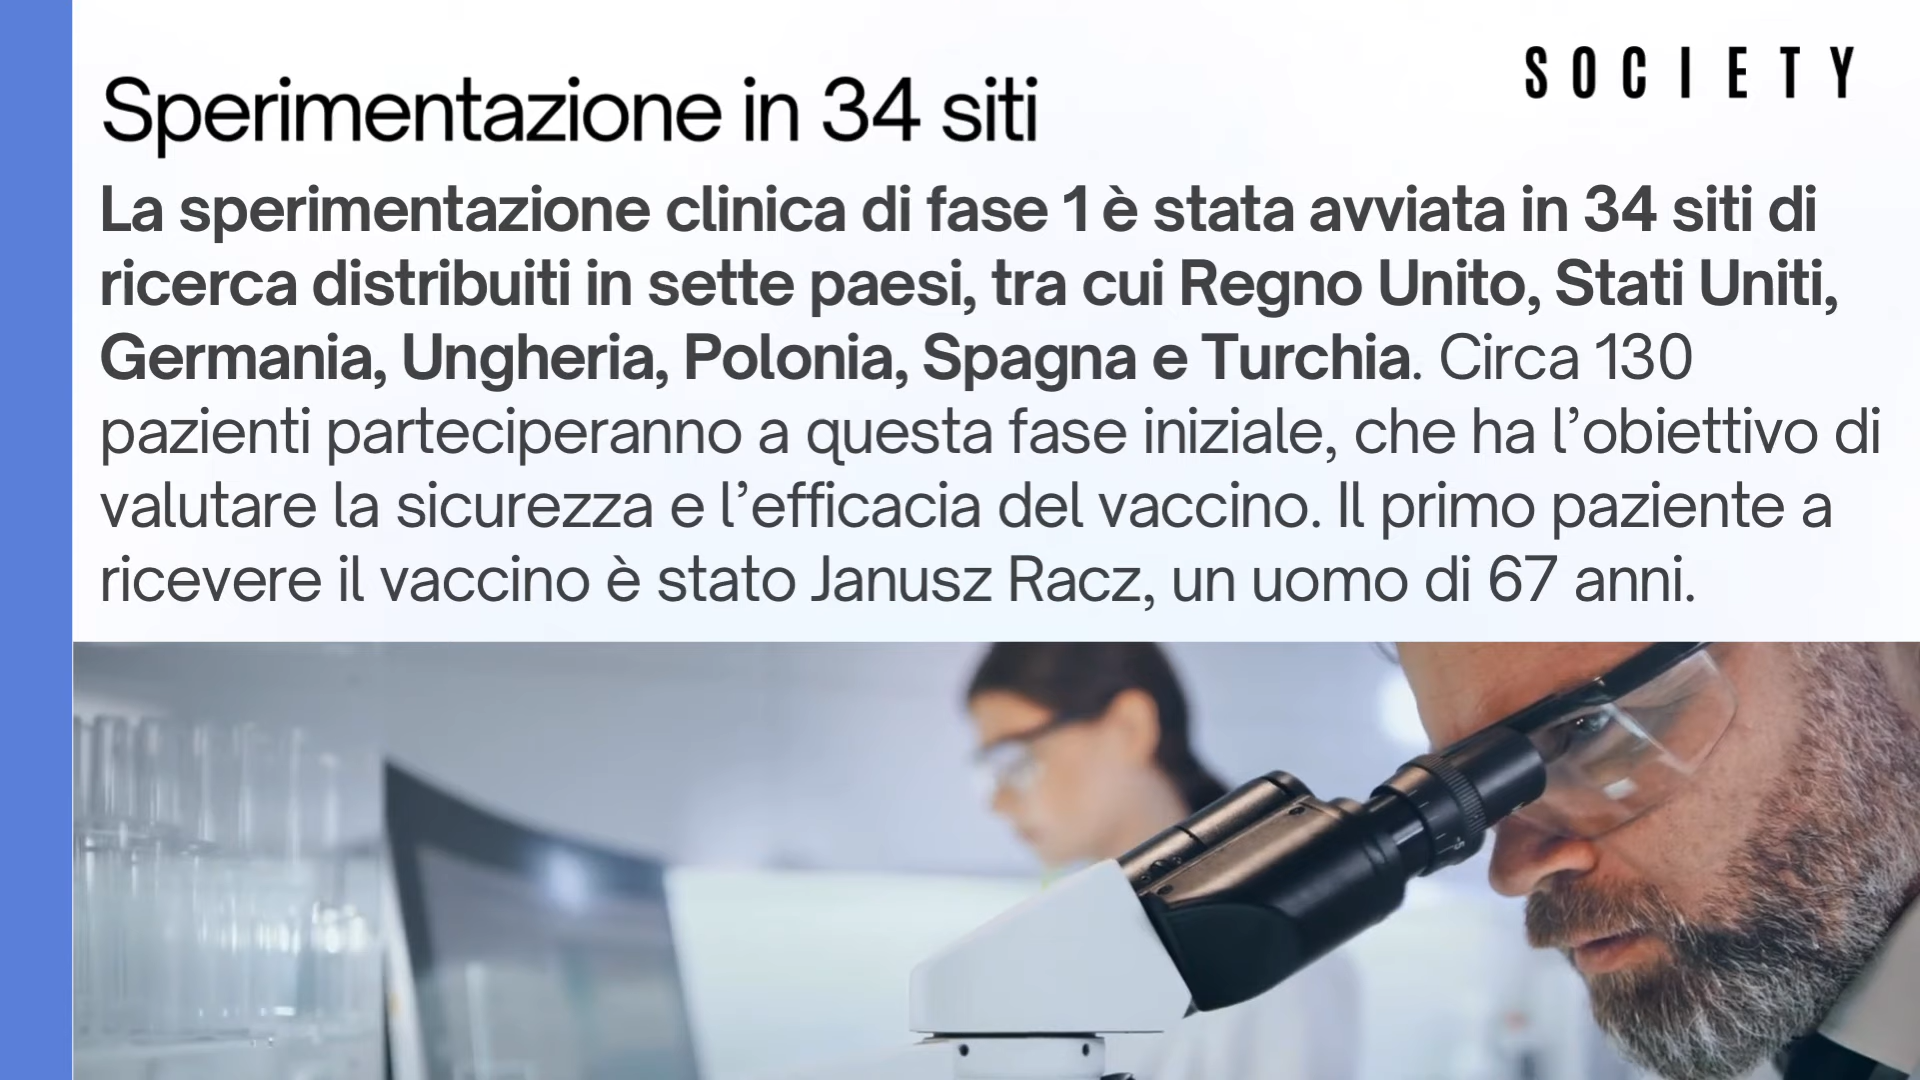 SOCIETY
Sperimentazione in 34 siti
La sperimentazione clinica di fase 1 è stata avviata in 34 siti di
ricerca distribuiti in sette paesi, tra cui Regno Unito, Stati Uniti,
Germania, Ungheria, Polonia, Spagna e Turchia. Circa 130
pazienti parteciperanno a questa fase iniziale, che ha l’obiettivo di
valutare la sicurezza e l’efficacia del vaccino. Il primo paziente a
ricevere il vaccino è stato Janusz Racz, un uomo di 67 anni.